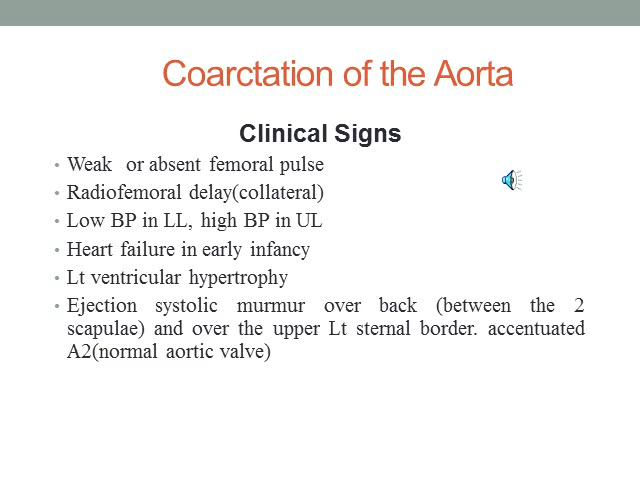 Coarctation of the Aorta
Clinical Signs
• Weak or absent femoral pulse
• Radiofemoral delay(collateral)
• Low BP in LL, high BP in UL
• Heart failure in early infancy
• Lt ventricular hypertrophy
• Ejection systolic murmur over back (between the 2
scapulae) and over the upper Lt sternal border. accentuated
A2(normal aortic valve)